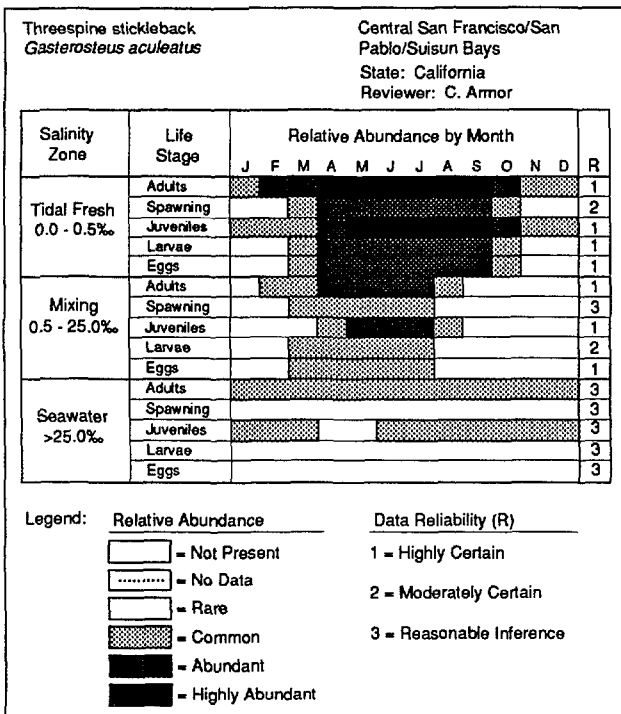 Threespine stickleback
Gasterosteus aculeatus
Central San Francisco/San
Pablo/Suisun Bays
State: California
Reviewer: C. Armor
Salinity Zone
Life Stage
Relative Abundance by Month
J F M A M J J A S O N D
R
Tidal Fresh
0.0 - 0.5‰
Adults 1
Spawning 2
Juveniles 1
Larvae 1
Eggs 1
Mixing
0.5 - 25.0‰
Adults 1
Spawning 3
Juveniles 1
Larvae 2
Eggs 1
Seawater
>25.0‰
Adults 3
Spawning 3
Juveniles 3
Larvae 3
Eggs 3
Legend:
Relative Abundance
= Not Present
= No Data
= Rare
= Common
= Abundant
= Highly Abundant
Data Reliability (R)
1 = Highly Certain
2 = Moderately Certain
3 = Reasonable Inference